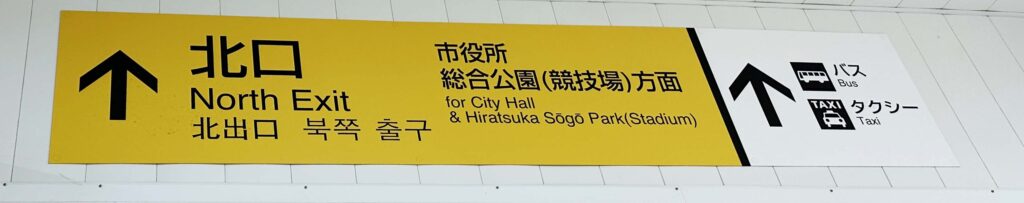 北口
North Exit
北出口 북쪽 출구
市役所
総合公園(競技場)方面
for City Hall
& Hiratsuka Sōgō Park(Stadium)
バス
Bus
TAXI
タクシー
Taxi